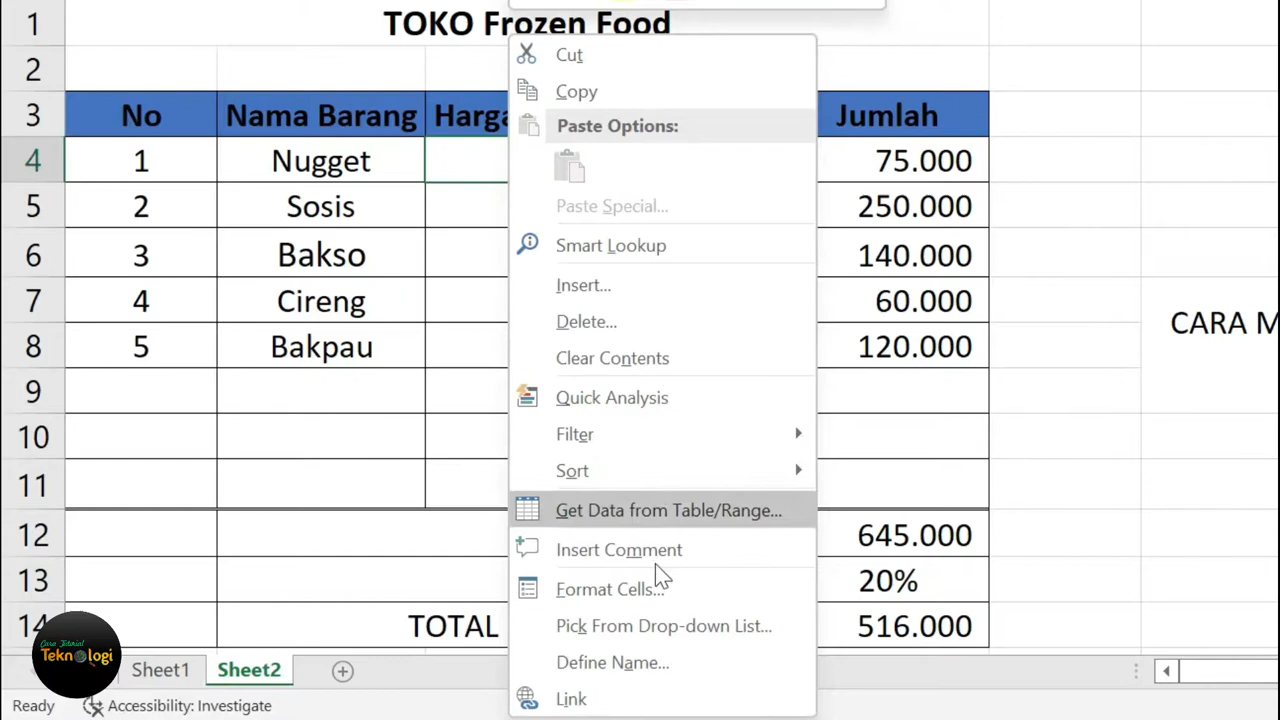 1 TOKO Frozen Food
2
3 No Nama Barang Harga Jumlah
4 1 Nugget 75.000
5 2 Sosis 250.000
6 3 Bakso 140.000
7 4 Cireng 60.000 CARA M
8 5 Bakpau 120.000
9
10
11
12 645.000
13 20%
14 TOTAL 516.000
Cut
Copy
Paste Options:
Paste Special...
Smart Lookup
Insert...
Delete...
Clear Contents
Quick Analysis
Filter
Sort
Get Data from Table/Range...
Insert Comment
Format Cells...
Pick From Drop-down List...
Define Name...
Link
Cara Tutorial
Teknologi
Sheet1 Sheet2
Ready Accessibility: Investigate